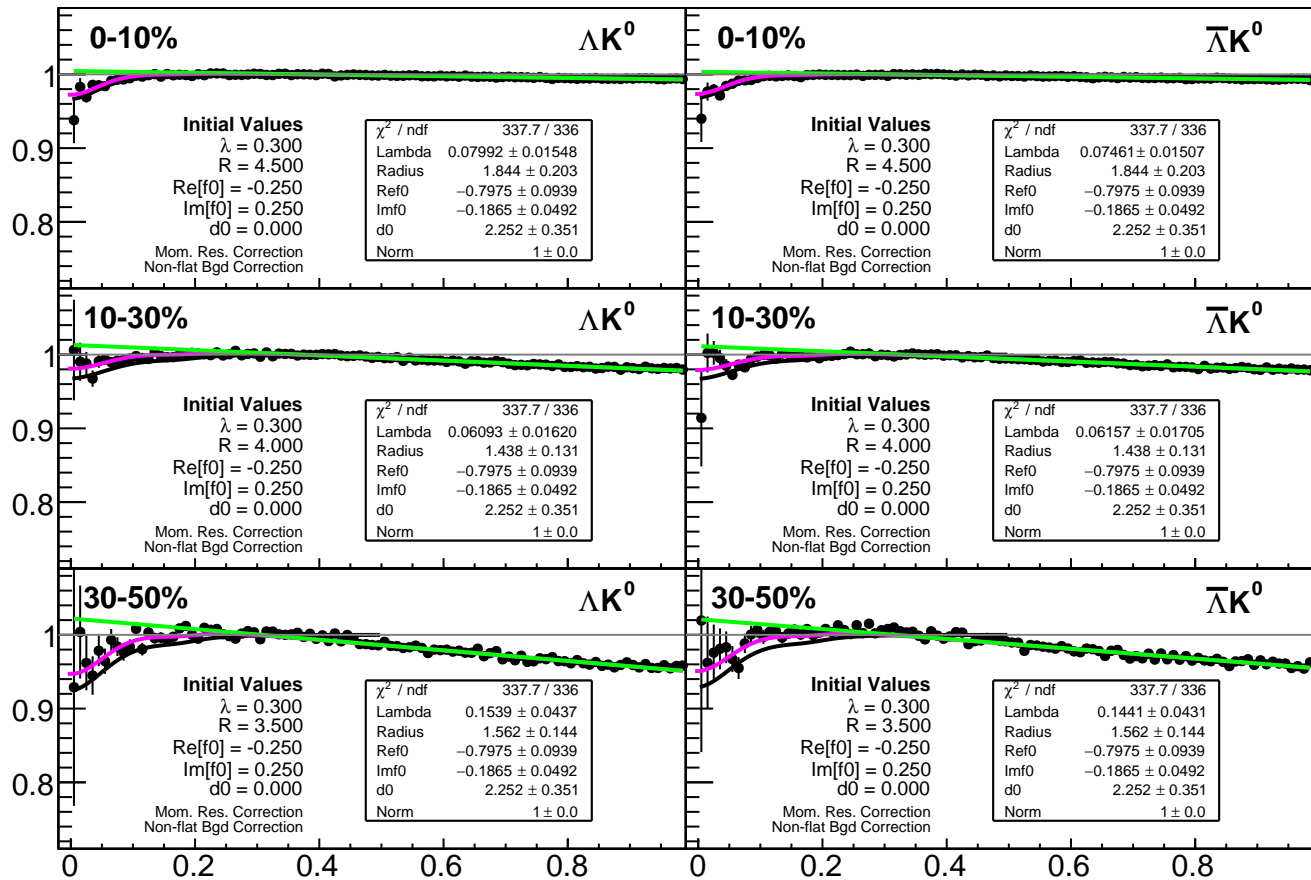 0-10%
ΛK⁰
1
0.9
0.8
Initial Values
λ = 0.300
R = 4.500
Re[f0] = -0.250
Im[f0] = 0.250
d0 = 0.000
Mom. Res. Correction
Non-flat Bgd Correction
χ² / ndf 337.7 / 336
Lambda 0.07992 ± 0.01548
Radius 1.844 ± 0.203
Ref0 −0.7975 ± 0.0939
Imf0 −0.1865 ± 0.0492
d0 2.252 ± 0.351
Norm 1 ± 0.0
0-10%
Λ̅K⁰
Initial Values
λ = 0.300
R = 4.500
Re[f0] = -0.250
Im[f0] = 0.250
d0 = 0.000
Mom. Res. Correction
Non-flat Bgd Correction
χ² / ndf 337.7 / 336
Lambda 0.07461 ± 0.01507
Radius 1.844 ± 0.203
Ref0 −0.7975 ± 0.0939
Imf0 −0.1865 ± 0.0492
d0 2.252 ± 0.351
Norm 1 ± 0.0
10-30%
ΛK⁰
1
0.9
0.8
Initial Values
λ = 0.300
R = 4.000
Re[f0] = -0.250
Im[f0] = 0.250
d0 = 0.000
Mom. Res. Correction
Non-flat Bgd Correction
χ² / ndf 337.7 / 336
Lambda 0.06093 ± 0.01620
Radius 1.438 ± 0.131
Ref0 −0.7975 ± 0.0939
Imf0 −0.1865 ± 0.0492
d0 2.252 ± 0.351
Norm 1 ± 0.0
10-30%
Λ̅K⁰
Initial Values
λ = 0.300
R = 4.000
Re[f0] = -0.250
Im[f0] = 0.250
d0 = 0.000
Mom. Res. Correction
Non-flat Bgd Correction
χ² / ndf 337.7 / 336
Lambda 0.06157 ± 0.01705
Radius 1.438 ± 0.131
Ref0 −0.7975 ± 0.0939
Imf0 −0.1865 ± 0.0492
d0 2.252 ± 0.351
Norm 1 ± 0.0
30-50%
ΛK⁰
1
0.9
0.8
Initial Values
λ = 0.300
R = 3.500
Re[f0] = -0.250
Im[f0] = 0.250
d0 = 0.000
Mom. Res. Correction
Non-flat Bgd Correction
χ² / ndf 337.7 / 336
Lambda 0.1539 ± 0.0437
Radius 1.562 ± 0.144
Ref0 −0.7975 ± 0.0939
Imf0 −0.1865 ± 0.0492
d0 2.252 ± 0.351
Norm 1 ± 0.0
30-50%
Λ̅K⁰
Initial Values
λ = 0.300
R = 3.500
Re[f0] = -0.250
Im[f0] = 0.250
d0 = 0.000
Mom. Res. Correction
Non-flat Bgd Correction
χ² / ndf 337.7 / 336
Lambda 0.1441 ± 0.0431
Radius 1.562 ± 0.144
Ref0 −0.7975 ± 0.0939
Imf0 −0.1865 ± 0.0492
d0 2.252 ± 0.351
Norm 1 ± 0.0
0 0.2 0.4 0.6 0.8 0 0.2 0.4 0.6 0.8